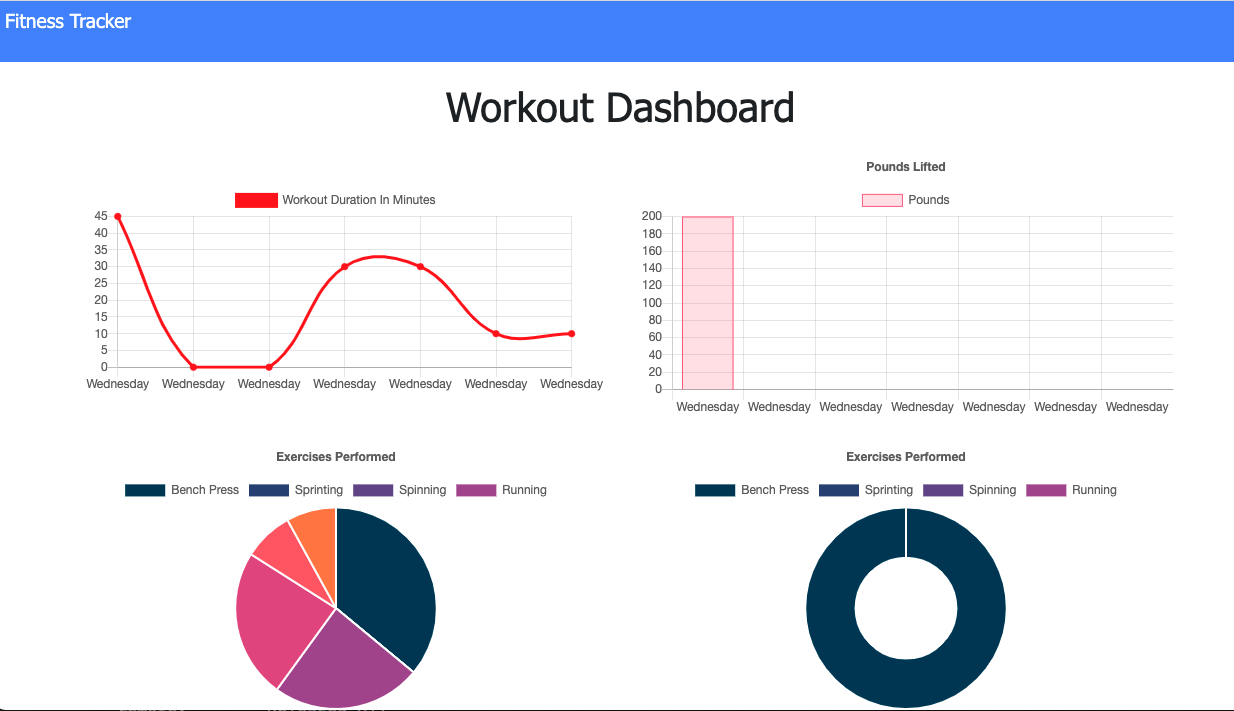 Fitness Tracker
Workout Dashboard
Workout Duration In Minutes
45
40
35
30
25
20
15
10
5
0
Wednesday Wednesday Wednesday Wednesday Wednesday Wednesday Wednesday
Pounds Lifted
Pounds
200
180
160
140
120
100
80
60
40
20
0
Wednesday Wednesday Wednesday Wednesday Wednesday Wednesday Wednesday
Exercises Performed
Bench Press Sprinting Spinning Running
Exercises Performed
Bench Press Sprinting Spinning Running